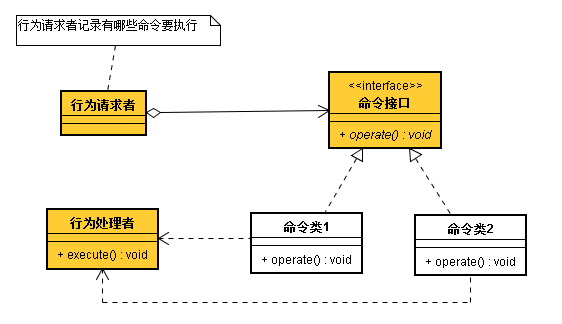 行为请求者记录有哪些命令要执行
行为请求者
<<interface>>
命令接口
+ operate() : void
行为处理者
+ execute() : void
命令类1
+ operate() : void
命令类2
+ operate() : void